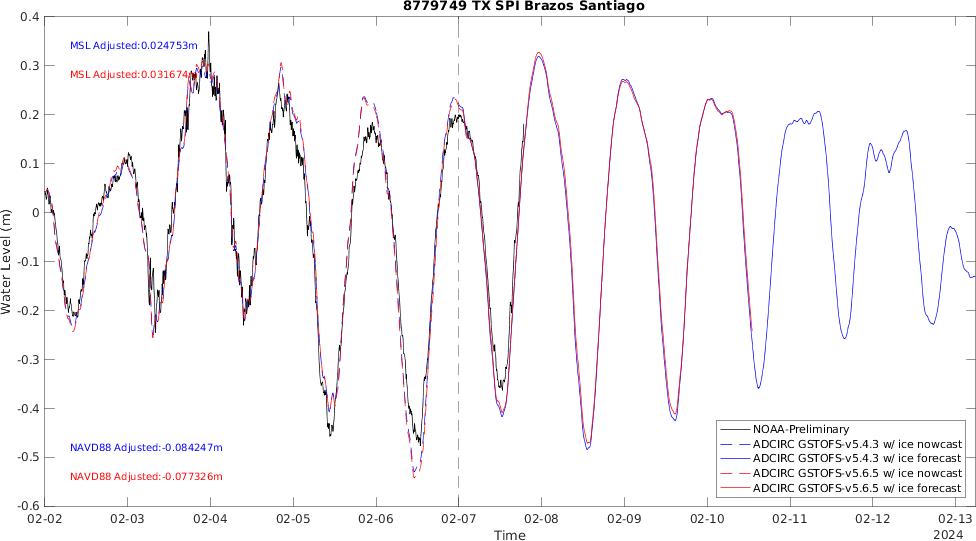 8779749 TX SPI Brazos Santiago
0.4
0.3
0.2
0.1
0
-0.1
-0.2
-0.3
-0.4
-0.5
-0.6
Water Level (m)
MSL Adjusted:0.024753m
MSL Adjusted:0.031674
NAVD88 Adjusted:-0.084247m
NAVD88 Adjusted:-0.077326m
NOAA-Preliminary
ADCIRC GSTOFS-v5.4.3 w/ ice nowcast
ADCIRC GSTOFS-v5.4.3 w/ ice forecast
ADCIRC GSTOFS-v5.6.5 w/ ice nowcast
ADCIRC GSTOFS-v5.6.5 w/ ice forecast
02-02 02-03 02-04 02-05 02-06 02-07 02-08 02-09 02-10 02-11 02-12 02-13
2024
Time